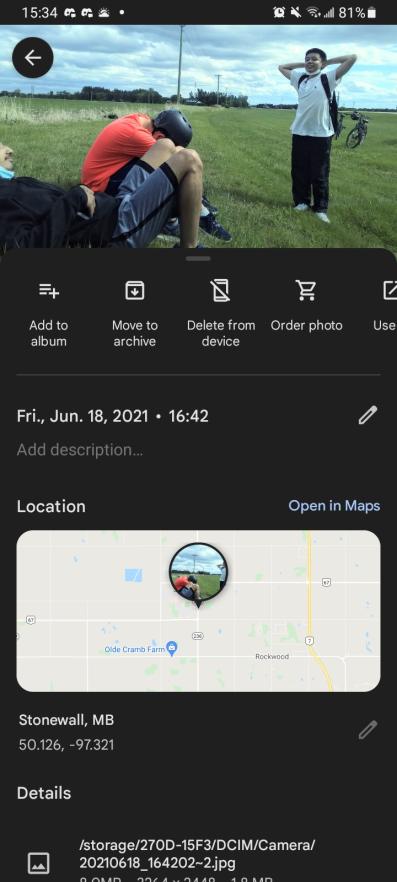 15:34 81%
Add to
album
Move to
archive
Delete from
device
Order photo
Use
Fri., Jun. 18, 2021 • 16:42
Add description...
Location
Open in Maps
67
67
236
Olde Cramb Farm
7
Rockwood
Stonewall, MB
50.126, -97.321
Details
/storage/270D-15F3/DCIM/Camera/
20210618_164202~2.jpg